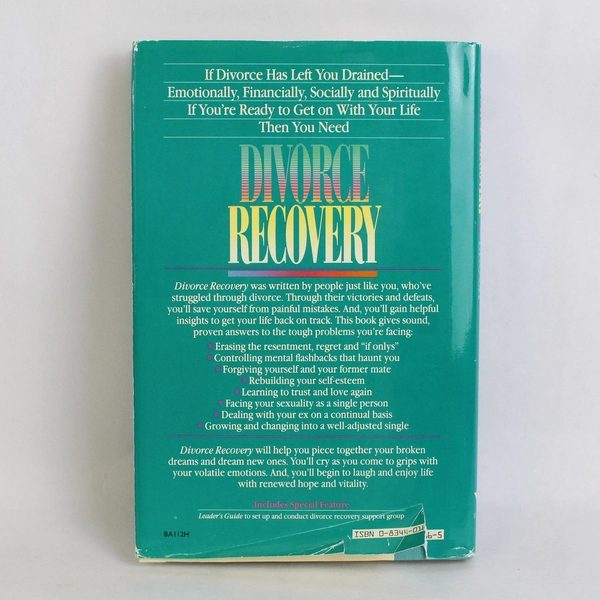 If Divorce Has Left You Drained—
Emotionally, Financially, Socially and Spiritually
If You're Ready to Get on With Your Life
Then You Need
DIVORCE
RECOVERY
Divorce Recovery was written by people just like you, who've
struggled through divorce. Through their victories and defeats,
you'll save yourself from painful mistakes. And, you'll gain helpful
insights to get your life back on track. This book gives sound,
proven answers to the tough problems you're facing:
Erasing the resentment, regret and "if onlys"
Controlling mental flashbacks that haunt you
Forgiving yourself and your former mate
Rebuilding your self-esteem
Learning to trust and love again
Facing your sexuality as a single person
Dealing with your ex on a continual basis
Growing and changing into a well-adjusted single
Divorce Recovery will help you piece together your broken
dreams and dream new ones. You'll cry as you come to grips with
your volatile emotions. And, you'll begin to laugh and enjoy life
with renewed hope and vitality.
Includes Special Feature
Leader's Guide to set up and conduct divorce recovery support group
BA112H
ISBN 0-8344-01 6-5